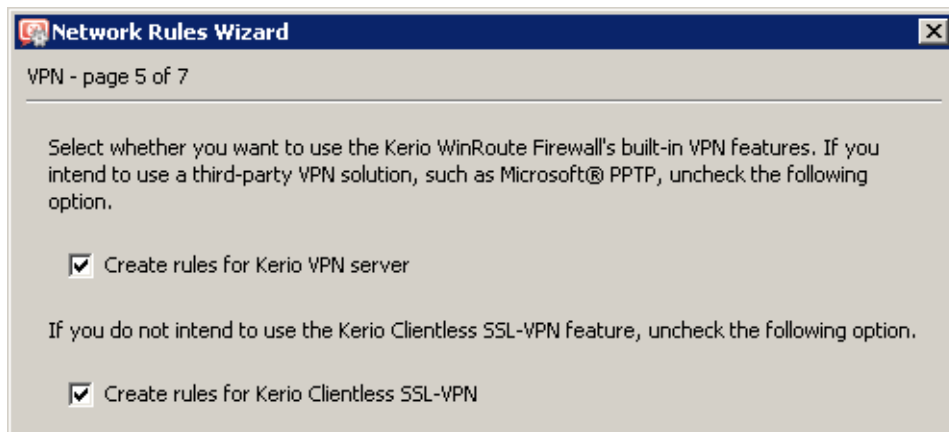 Network Rules Wizard
VPN - page 5 of 7
Select whether you want to use the Kerio WinRoute Firewall's built-in VPN features. If you
intend to use a third-party VPN solution, such as Microsoft® PPTP, uncheck the following
option.
Create rules for Kerio VPN server
If you do not intend to use the Kerio Clientless SSL-VPN feature, uncheck the following option.
Create rules for Kerio Clientless SSL-VPN